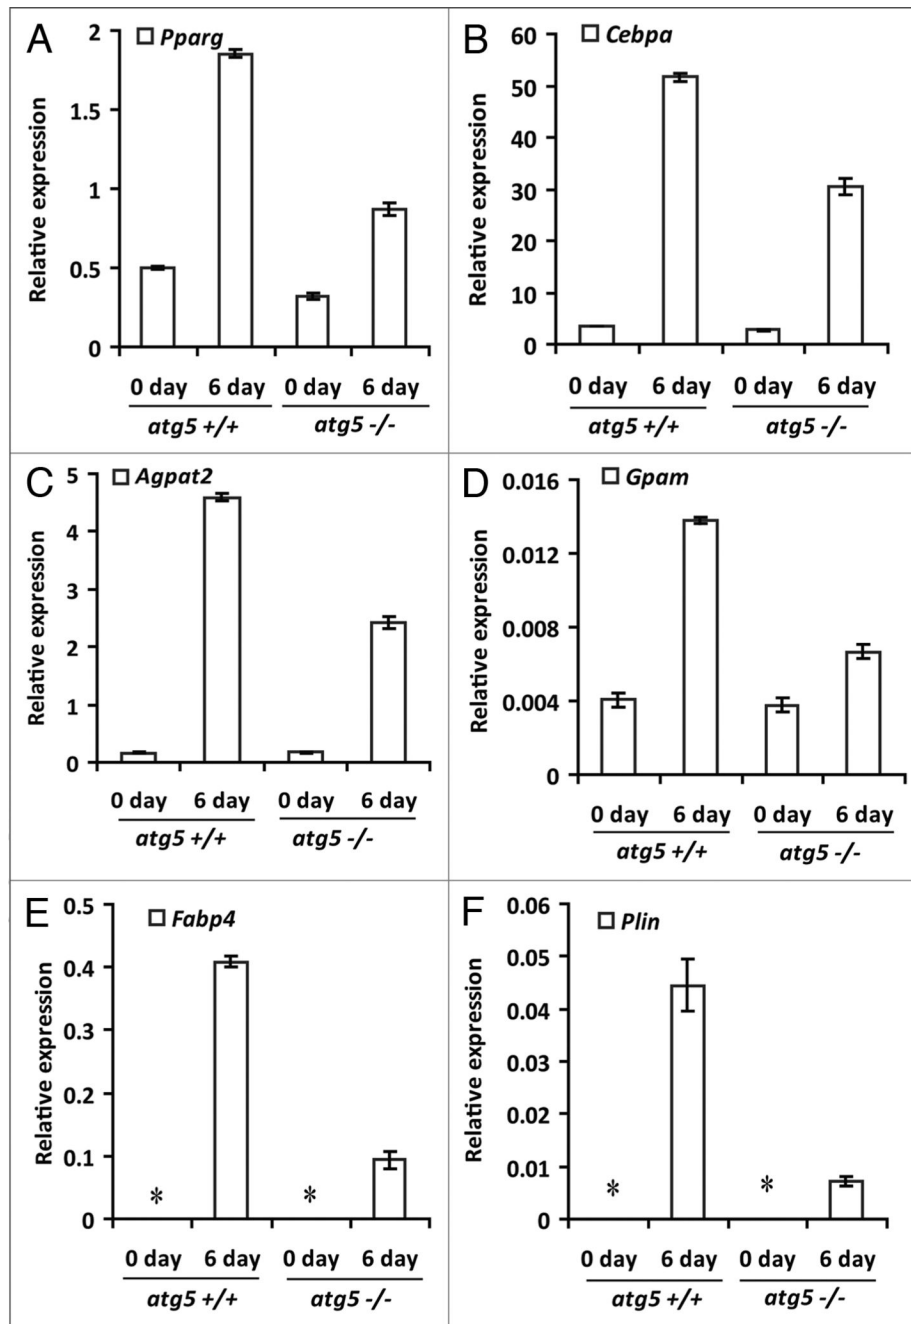 A
Pparg
Relative expression
2
1.5
1
0.5
0
0 day 6 day 0 day 6 day
atg5 +/+ atg5 -/-
B
Cebpa
Relative expression
60
50
40
30
20
10
0
0 day 6 day 0 day 6 day
atg5 +/+ atg5 -/-
C
Agpat2
Relative expression
5
4
3
2
1
0
0 day 6 day 0 day 6 day
atg5 +/+ atg5 -/-
D
Gpam
Relative expression
0.016
0.012
0.008
0.004
0
0 day 6 day 0 day 6 day
atg5 +/+ atg5 -/-
E
Fabp4
Relative expression
0.5
0.4
0.3
0.2
0.1
0
* *
0 day 6 day 0 day 6 day
atg5 +/+ atg5 -/-
F
Plin
Relative expression
0.06
0.05
0.04
0.03
0.02
0.01
0
* *
0 day 6 day 0 day 6 day
atg5 +/+ atg5 -/-